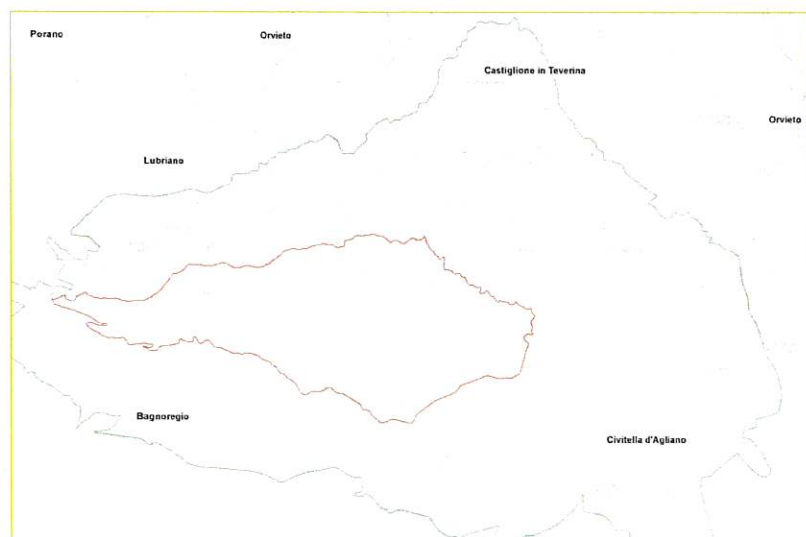 Porano
Orvieto
Castiglione in Teverina
Orvieto
Lubriano
Bagnoregio
Civitella d'Agliano